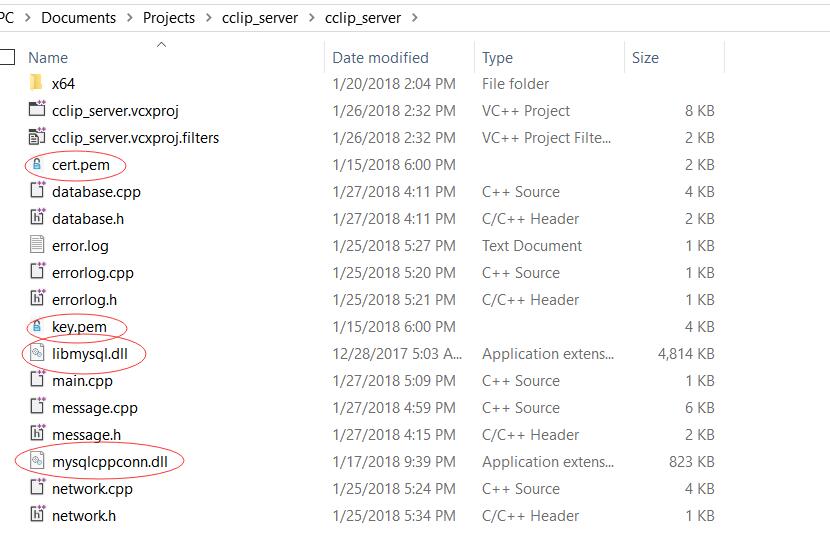 PC > Documents > Projects > cclip_server > cclip_server >
Name Date modified Type Size
x64 1/20/2018 2:04 PM File folder
cclip_server.vcxproj 1/26/2018 2:32 PM VC++ Project 8 KB
cclip_server.vcxproj.filters 1/26/2018 2:32 PM VC++ Project Filte... 2 KB
cert.pem 1/15/2018 6:00 PM 2 KB
database.cpp 1/27/2018 4:11 PM C++ Source 4 KB
database.h 1/27/2018 4:11 PM C/C++ Header 2 KB
error.log 1/25/2018 5:27 PM Text Document 1 KB
errorlog.cpp 1/25/2018 5:20 PM C++ Source 1 KB
errorlog.h 1/25/2018 5:21 PM C/C++ Header 1 KB
key.pem 1/15/2018 6:00 PM 4 KB
libmysql.dll 12/28/2017 5:03 A... Application extens... 4,814 KB
main.cpp 1/27/2018 5:09 PM C++ Source 1 KB
message.cpp 1/27/2018 4:59 PM C++ Source 6 KB
message.h 1/27/2018 4:15 PM C/C++ Header 2 KB
mysqlcppconn.dll 1/17/2018 9:39 PM Application extens... 823 KB
network.cpp 1/25/2018 5:24 PM C++ Source 4 KB
network.h 1/25/2018 5:34 PM C/C++ Header 1 KB